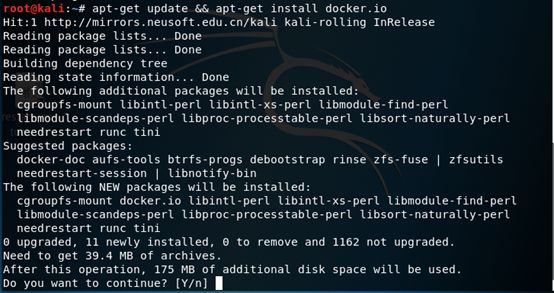 root@kali:~# apt-get update && apt-get install docker.io
Hit:1 http://mirrors.neusoft.edu.cn/kali kali-rolling InRelease
Reading package lists... Done
Reading package lists... Done
Building dependency tree
Reading state information... Done
The following additional packages will be installed:
cgroupfs-mount libintl-perl libintl-xs-perl libmodule-find-perl
libmodule-scandeps-perl libproc-processtable-perl libsort-naturally-perl
needrestart runc tini
Suggested packages:
docker-doc aufs-tools btrfs-progs debootstrap rinse zfs-fuse | zfsutils
needrestart-session | libnotify-bin
The following NEW packages will be installed:
cgroupfs-mount docker.io libintl-perl libintl-xs-perl libmodule-find-perl
libmodule-scandeps-perl libproc-processtable-perl libsort-naturally-perl
needrestart runc tini
0 upgraded, 11 newly installed, 0 to remove and 1162 not upgraded.
Need to get 39.4 MB of archives.
After this operation, 175 MB of additional disk space will be used.
Do you want to continue? [Y/n]